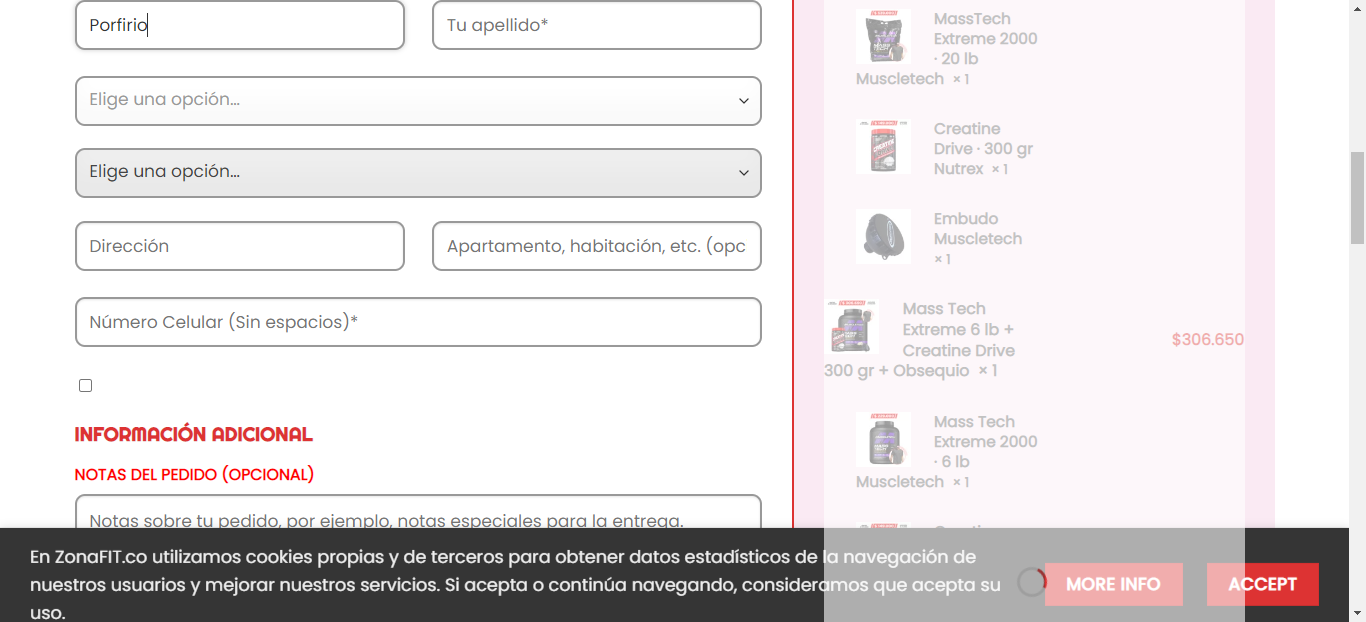 Porfirio
Tu apellido*
Elige una opción...
Elige una opción...
Dirección
Apartamento, habitación, etc. (opc
Número Celular (Sin espacios)*
INFORMACIÓN ADICIONAL
NOTAS DEL PEDIDO (OPCIONAL)
Notas sobre tu pedido, por ejemplo, notas especiales para la entrega.
MassTech
Extreme 2000
· 20 lb
Muscletech × 1
Creatine
Drive · 300 gr
Nutrex × 1
Embudo
Muscletech
× 1
Mass Tech
Extreme 6 lb +
Creatine Drive
300 gr + Obsequio × 1
$306.650
Mass Tech
Extreme 2000
· 6 lb
Muscletech × 1
En ZonaFIT.co utilizamos cookies propias y de terceros para obtener datos estadísticos de la navegación de
nuestros usuarios y mejorar nuestros servicios. Si acepta o continúa navegando, consideramos que acepta su
uso.
MORE INFO
ACCEPT